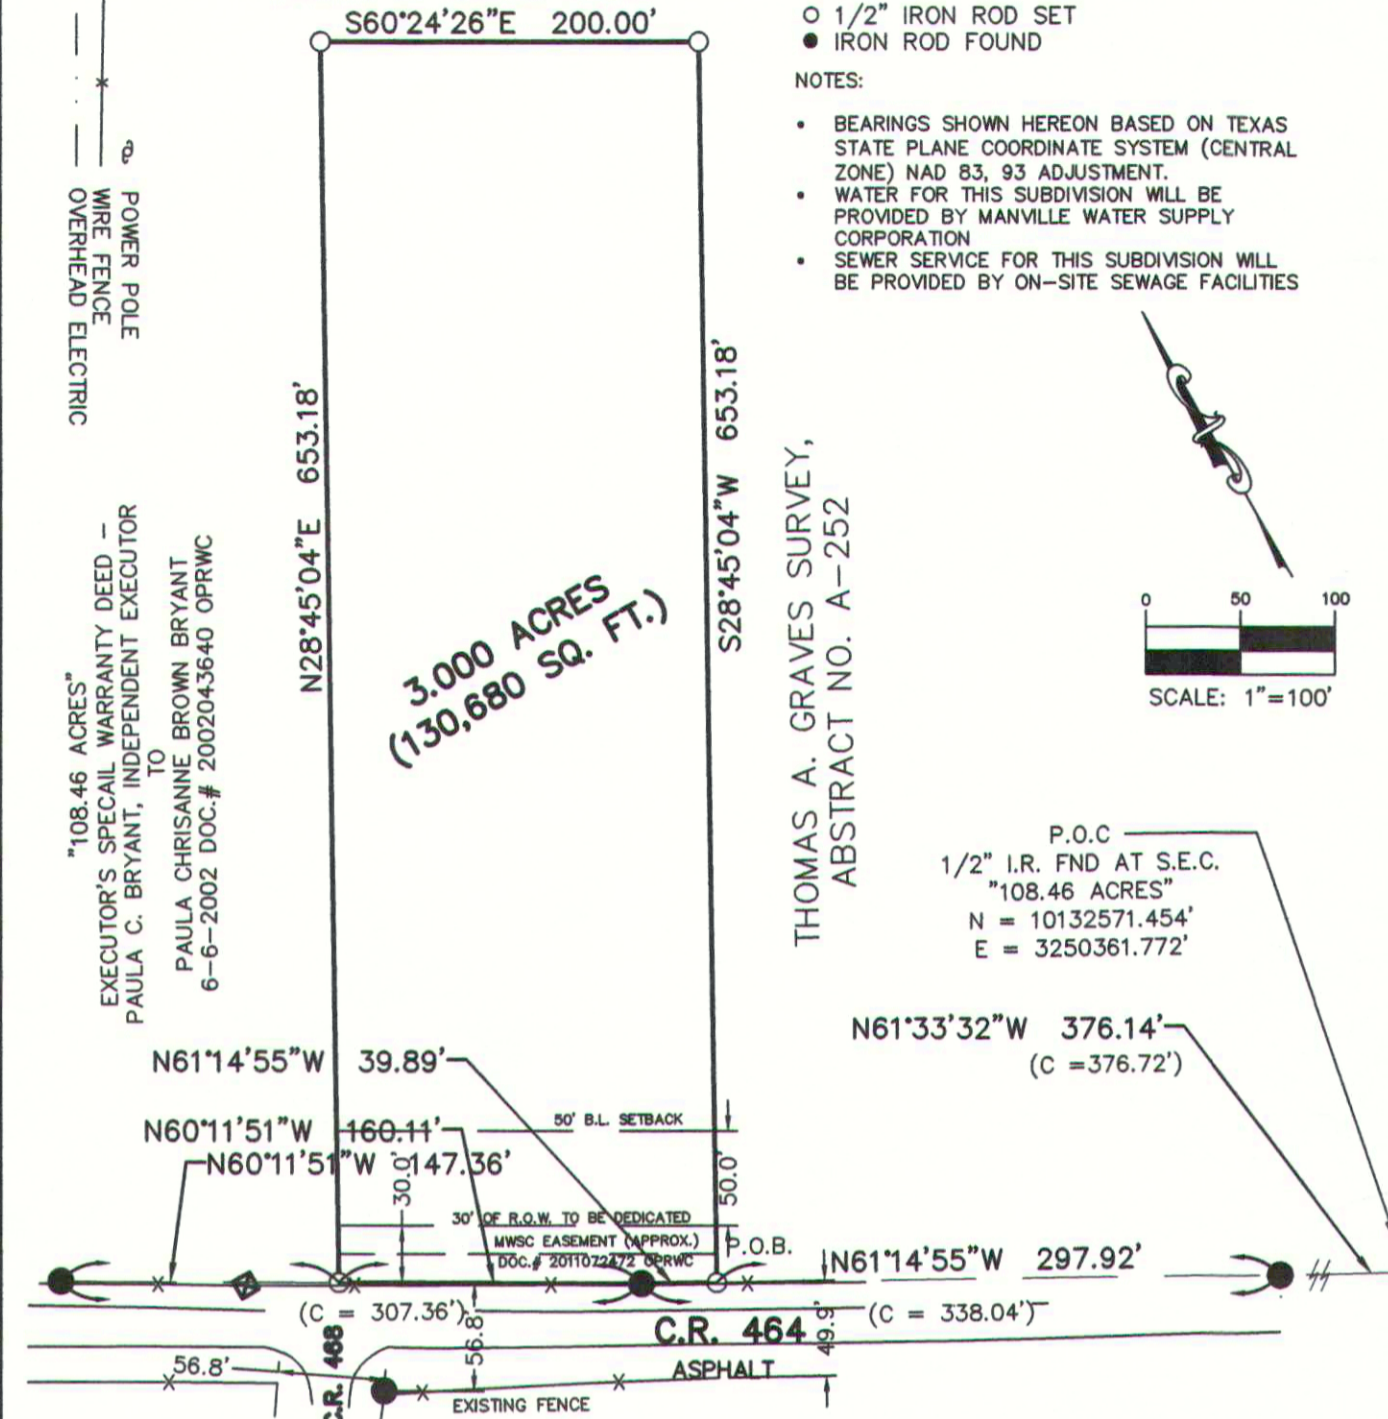 S60°24'26"E 200.00'
○ 1/2" IRON ROD SET
● IRON ROD FOUND
NOTES:
• BEARINGS SHOWN HEREON BASED ON TEXAS
STATE PLANE COORDINATE SYSTEM (CENTRAL
ZONE) NAD 83, 93 ADJUSTMENT.
• WATER FOR THIS SUBDIVISION WILL BE
PROVIDED BY MANVILLE WATER SUPPLY
CORPORATION
• SEWER SERVICE FOR THIS SUBDIVISION WILL
BE PROVIDED BY ON-SITE SEWAGE FACILITIES
POWER POLE
WIRE FENCE
OVERHEAD ELECTRIC
N28°45'04"E 653.18'
S28°45'04"W 653.18'
3.000 ACRES
(130,680 SQ. FT.)
THOMAS A. GRAVES SURVEY,
ABSTRACT NO. A-252
0 50 100
SCALE: 1"=100'
"108.46 ACRES"
EXECUTOR'S SPECAIL WARRANTY DEED -
PAULA C. BRYANT, INDEPENDENT EXECUTOR
TO
PAULA CHRISANNE BROWN BRYANT
6-6-2002 DOC.# 2002043640 OPRWC
P.O.C
1/2" I.R. FND AT S.E.C.
"108.46 ACRES"
N = 10132571.454'
E = 3250361.772'
N61°33'32"W 376.14'
(C =376.72')
N61°14'55"W 39.89'
50' B.L. SETBACK
N60°11'51"W 160.11'
N60°11'51"W 147.36'
30.0'
50.0'
30' OF R.O.W. TO BE DEDICATED
MWSC EASEMENT (APPROX.)
DOC.# 2011072472 OPRWC
P.O.B.
N61°14'55"W 297.92'
(C = 307.36')
(C = 338.04')
C.R. 464
C.R. 468
56.8'
56.8'
49.9'
ASPHALT
EXISTING FENCE